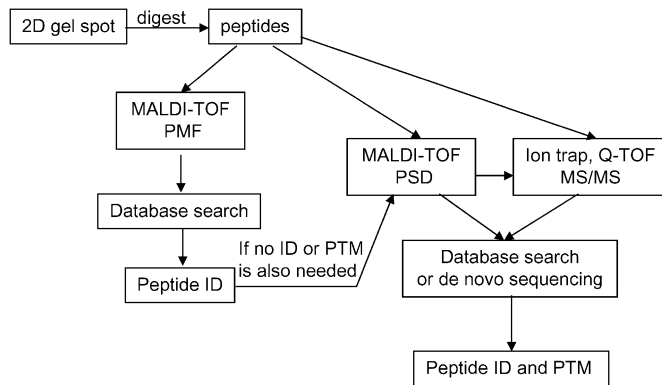 2D gel spot
digest
peptides
MALDI-TOF
PMF
MALDI-TOF
PSD
Ion trap, Q-TOF
MS/MS
Database search
If no ID or PTM
is also needed
Peptide ID
Database search
or de novo sequencing
Peptide ID and PTM